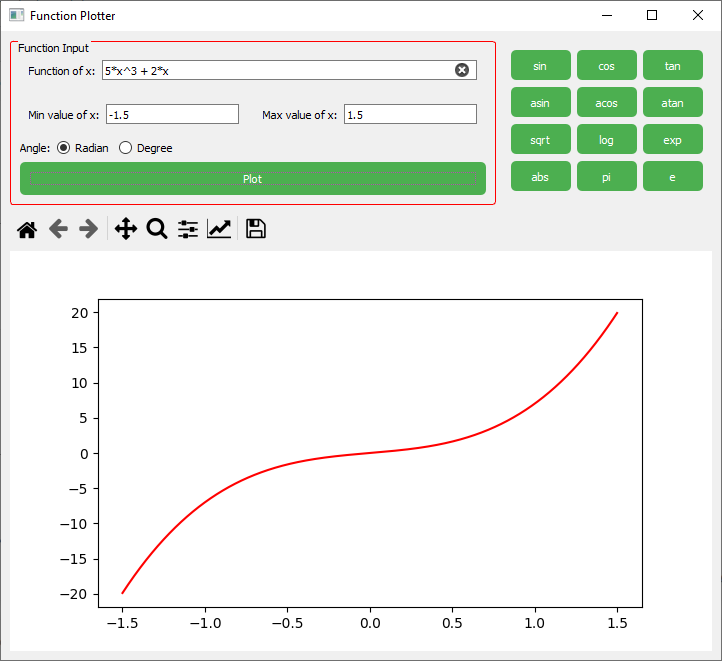 Function Plotter
Function Input
Function of x: 5*x^3 + 2*x
Min value of x: -1.5 Max value of x: 1.5
Angle: Radian Degree
Plot
sin cos tan
asin acos atan
sqrt log exp
abs pi e
20
15
10
5
0
−5
−10
−15
−20
−1.5 −1.0 −0.5 0.0 0.5 1.0 1.5